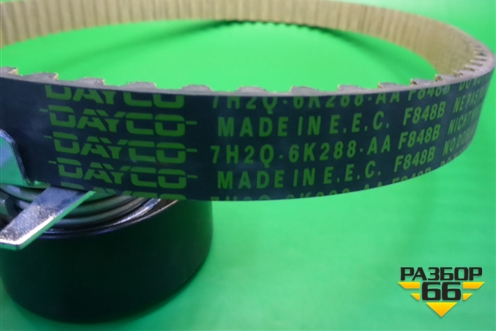 DAYCO 7H2Q-6K288-AA F848B
DAYCO MADE IN E.E.C. F848B
DAYCO 7H2Q-6K288-AA F848B
DAYCO MADE IN E.E.C. F848B
РАЗБОР
66